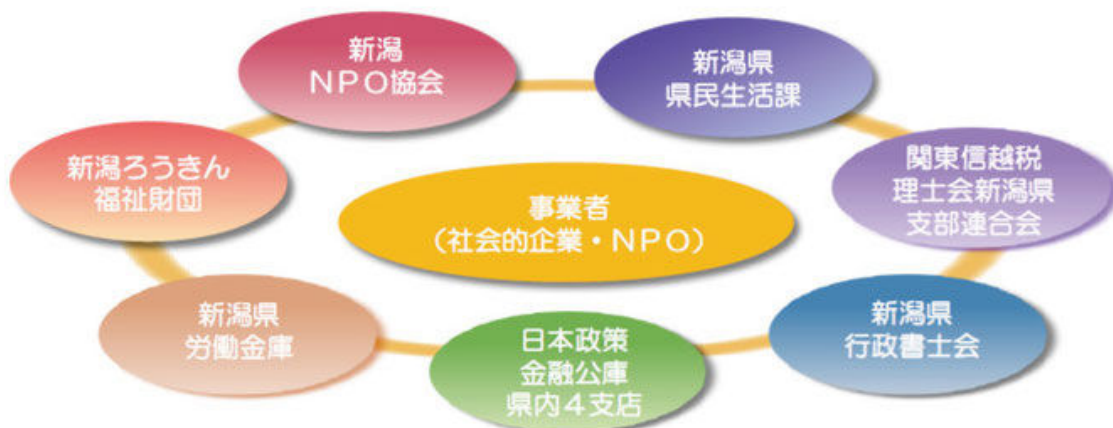 新潟
NPO協会
新潟県
県民生活課
新潟ろうきん
福祉財団
関東信越税
理士会新潟県
支部連合会
事業者
（社会的企業・NPO）
新潟県
労働金庫
日本政策
金融公庫
県内４支店
新潟県
行政書士会